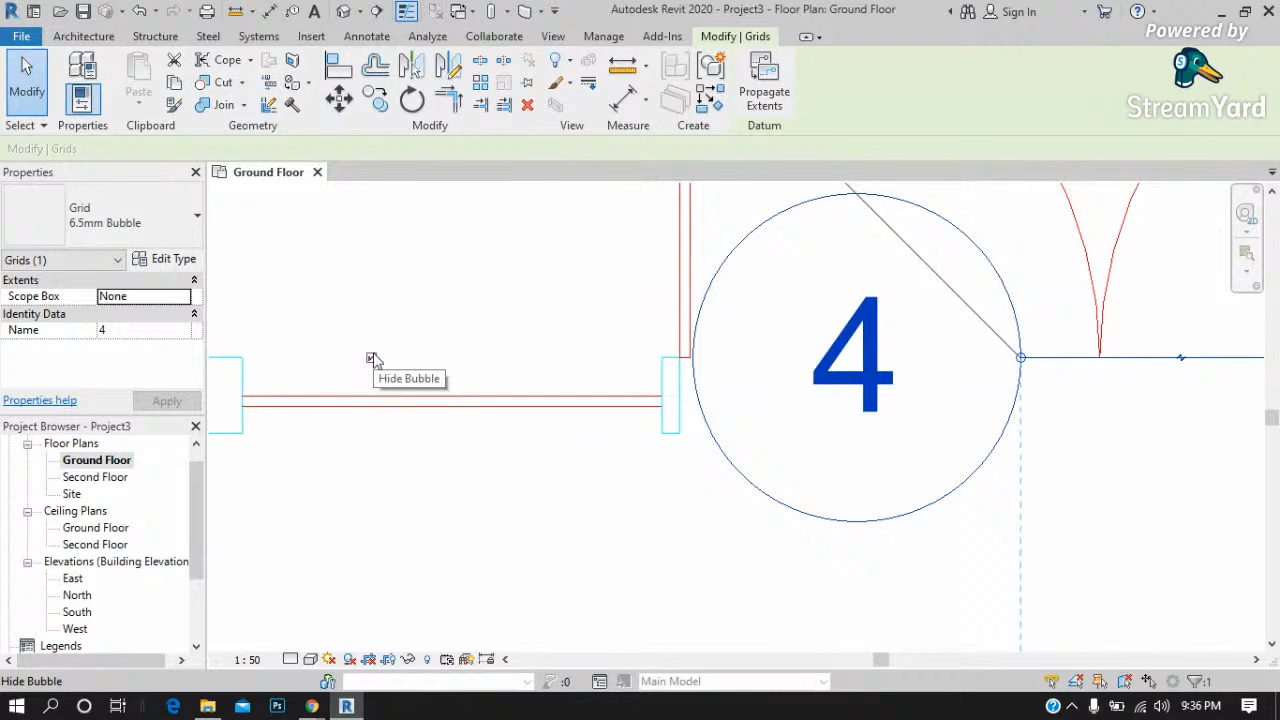 Autodesk Revit 2020 - Project3 - Floor Plan: Ground Floor
Sign In
File
Architecture
Structure
Steel
Systems
Insert
Annotate
Analyze
Collaborate
View
Manage
Add-Ins
Modify | Grids
Powered by
StreamYard
Modify
Paste
Cope
Cut
Join
Propagate
Extents
Select
Properties
Clipboard
Geometry
Modify
View
Measure
Create
Datum
Modify | Grids
Properties
Ground Floor
Grid
6.5mm Bubble
Grids (1)
Edit Type
Extents
Scope Box
None
Identity Data
Name
4
Properties help
Apply
Project Browser - Project3
Floor Plans
Ground Floor
Second Floor
Site
Ceiling Plans
Ground Floor
Second Floor
Elevations (Building Elevation
East
North
South
West
Legends
Hide Bubble
4
1 : 50
Hide Bubble
:0
Main Model
:1
9:36 PM